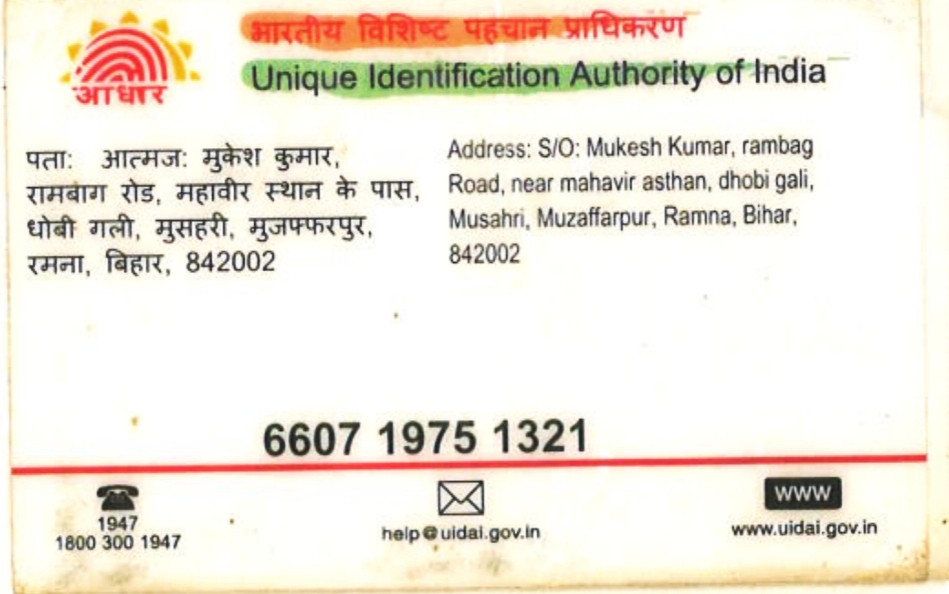 भारतीय विशिष्ट पहचान प्राधिकरण
Unique Identification Authority of India
आधार
पता: आत्मज: मुकेश कुमार,
रामबाग रोड, महावीर स्थान के पास,
धोबी गली, मुसहरी, मुजफ्फरपुर,
रमना, बिहार, 842002
Address: S/O: Mukesh Kumar, rambag
Road, near mahavir asthan, dhobi gali,
Musahri, Muzaffarpur, Ramna, Bihar,
842002
6607 1975 1321
1947
1800 300 1947
help@uidai.gov.in
www
www.uidai.gov.in